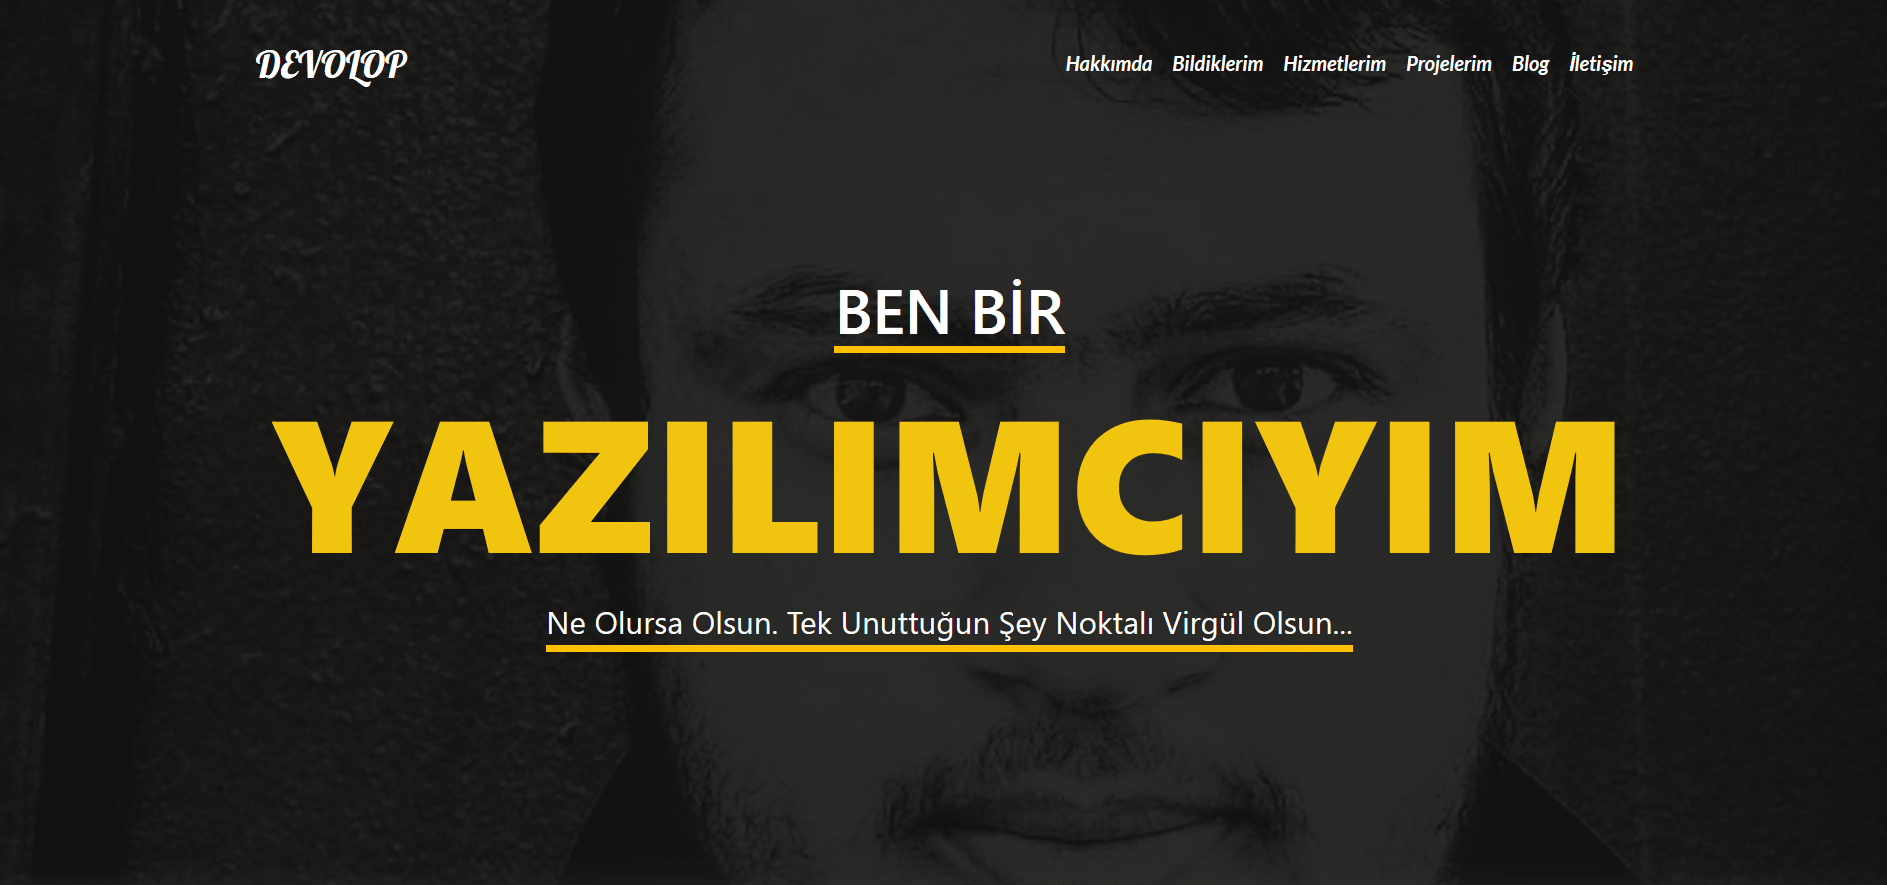 DEVOLOP
Hakkımda Bildiklerim Hizmetlerim Projelerim Blog İletişim
BEN BİR
YAZILIMCIYIM
Ne Olursa Olsun. Tek Unuttuğun Şey Noktalı Virgül Olsun...